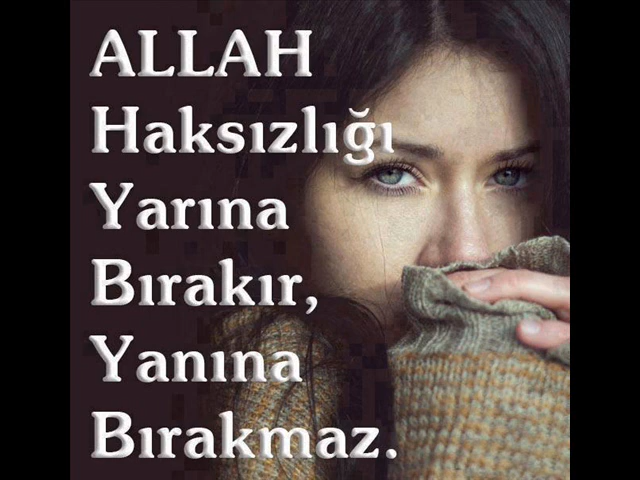 ALLAH
Haksızlığı
Yarına
Bırakır,
Yanına
Bırakmaz.